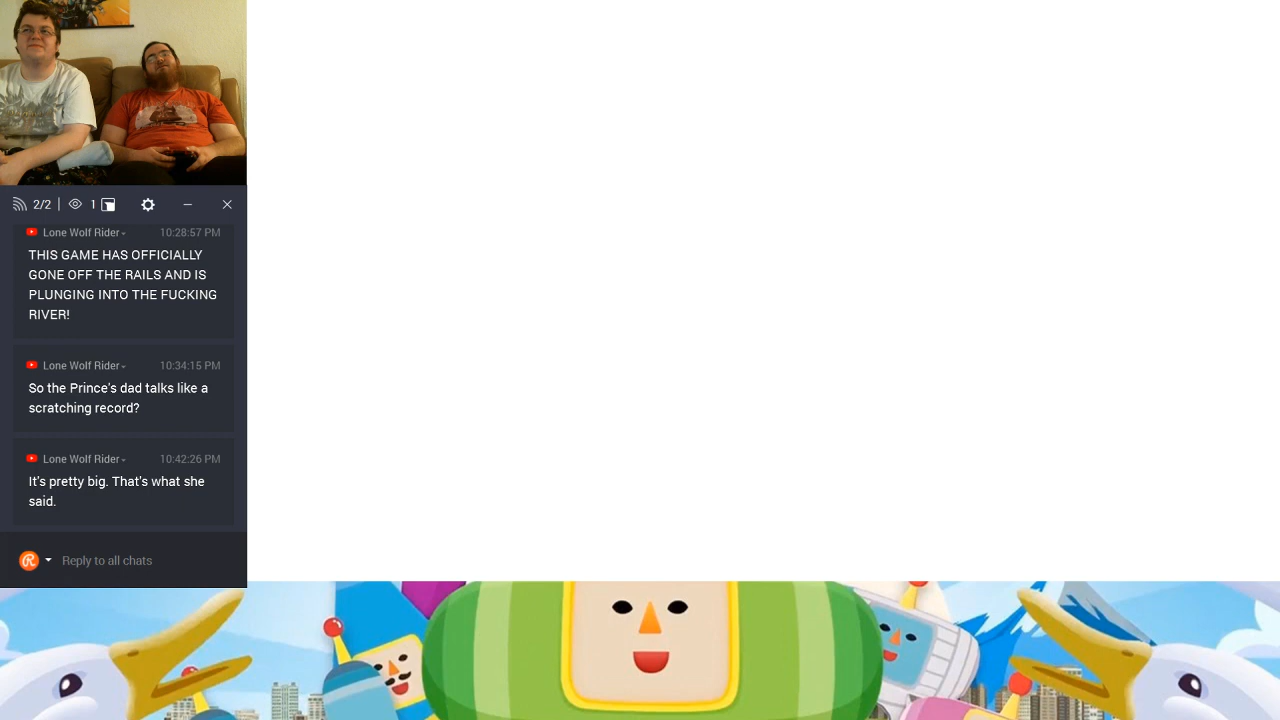 2/2 | 1
Lone Wolf Rider 10:28:57 PM
THIS GAME HAS OFFICIALLY
GONE OFF THE RAILS AND IS
PLUNGING INTO THE FUCKING
RIVER!
Lone Wolf Rider 10:34:15 PM
So the Prince's dad talks like a
scratching record?
Lone Wolf Rider 10:42:26 PM
It's pretty big. That's what she
said.
Reply to all chats